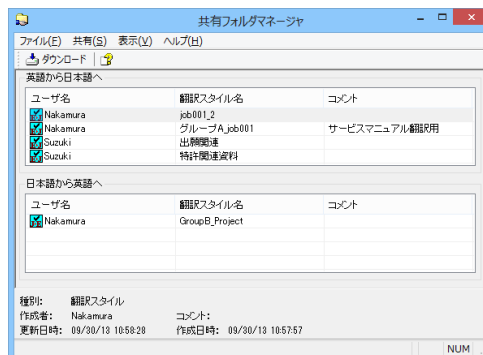 共有フォルダマネージャ
ファイル(F) 共有(S) 表示(V) ヘルプ(H)
ダウンロード
英語から日本語へ
ユーザ名 翻訳スタイル名 コメント
Nakamura job001_2
Nakamura グループA_job001 サービスマニュアル翻訳用
Suzuki 出願関連
Suzuki 特許関連資料
日本語から英語へ
ユーザ名 翻訳スタイル名 コメント
Nakamura GroupB_Project
種別: 翻訳スタイル
作成者: Nakamura コメント:
更新日時: 09/30/13 10:58:28 作成日時: 09/30/13 10:57:57
NUM